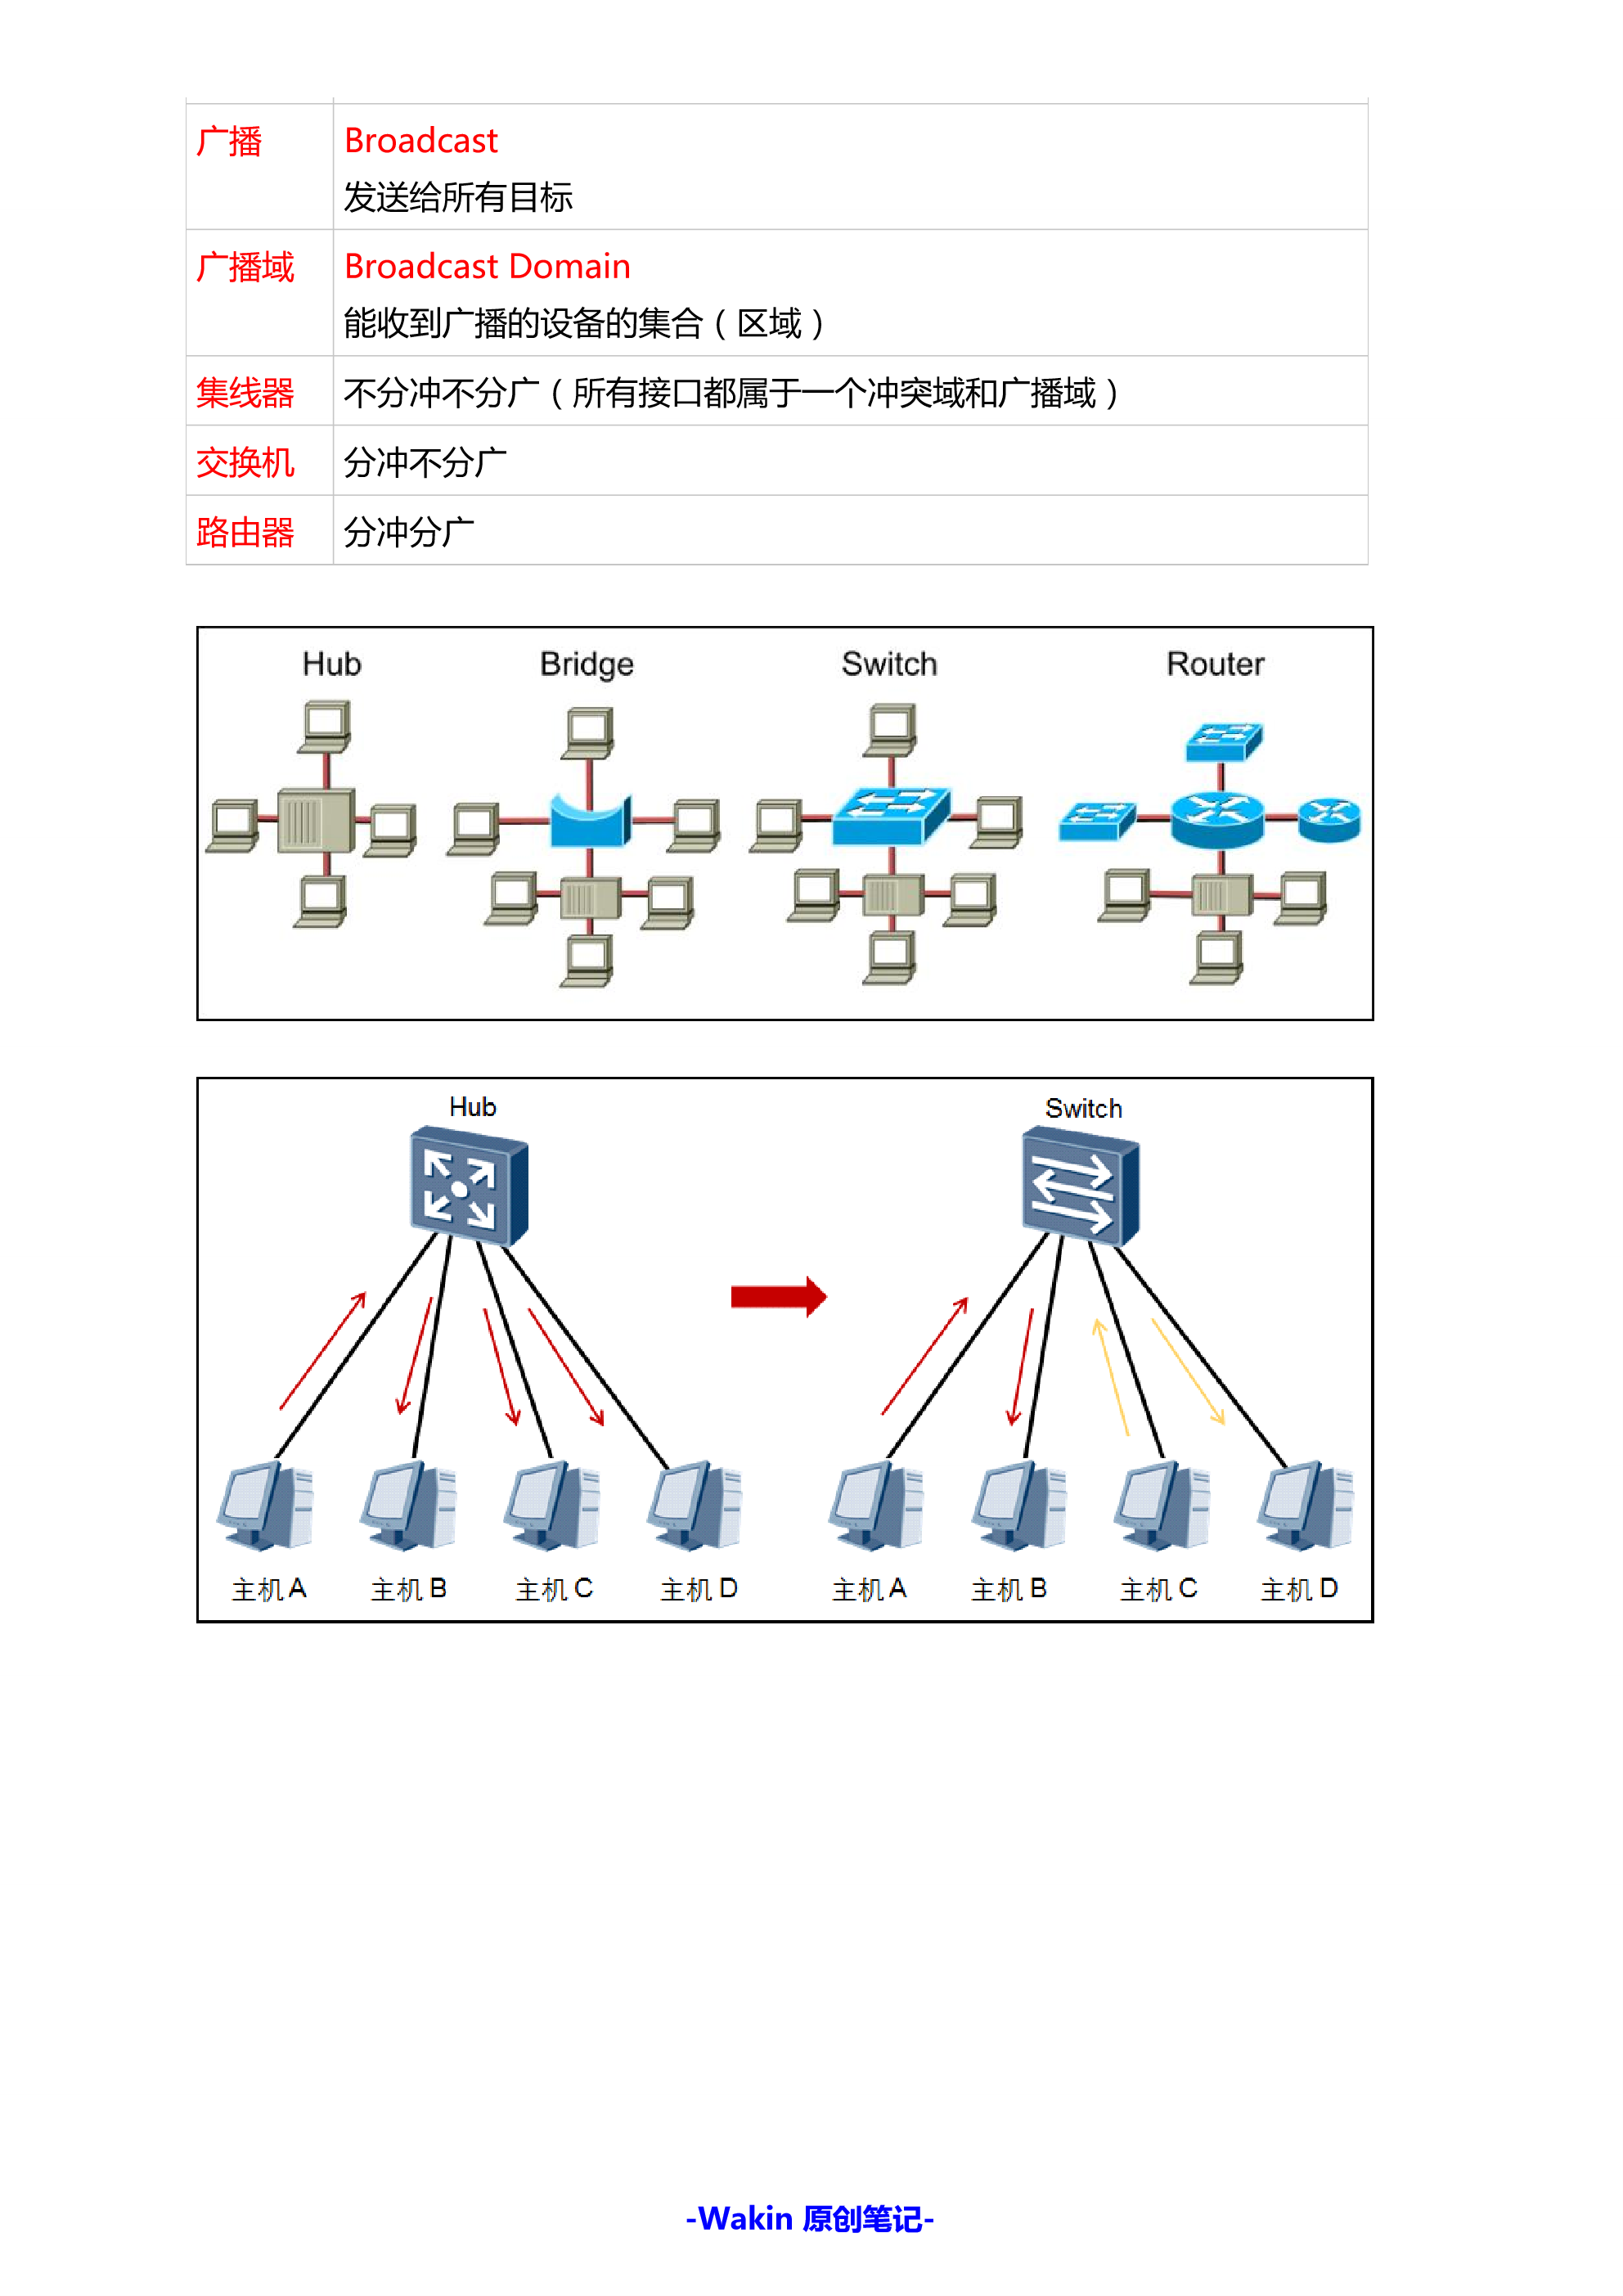 广播
Broadcast
发送给所有目标
广播域
Broadcast Domain
能收到广播的设备的集合（区域）
集线器
不分冲不分广（所有接口都属于一个冲突域和广播域）
交换机
分冲不分广
路由器
分冲分广
Hub
Bridge
Switch
Router
Hub
Switch
主机 A
主机 B
主机 C
主机 D
主机 A
主机 B
主机 C
主机 D
-Wakin 原创笔记-